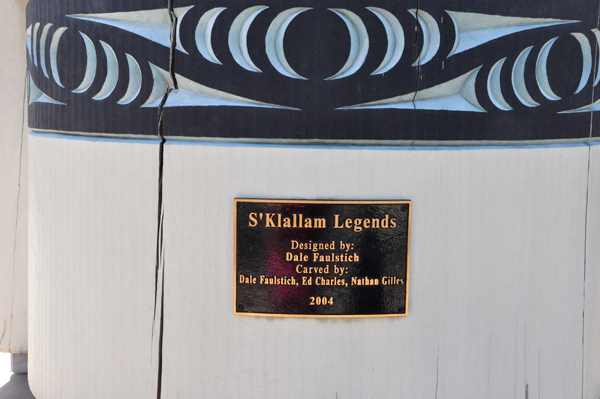 S'Klallam Legends
Designed by:
Dale Faulstich
Carved by:
Dale Faulstich, Ed Charles, Nathan Gilles
2004